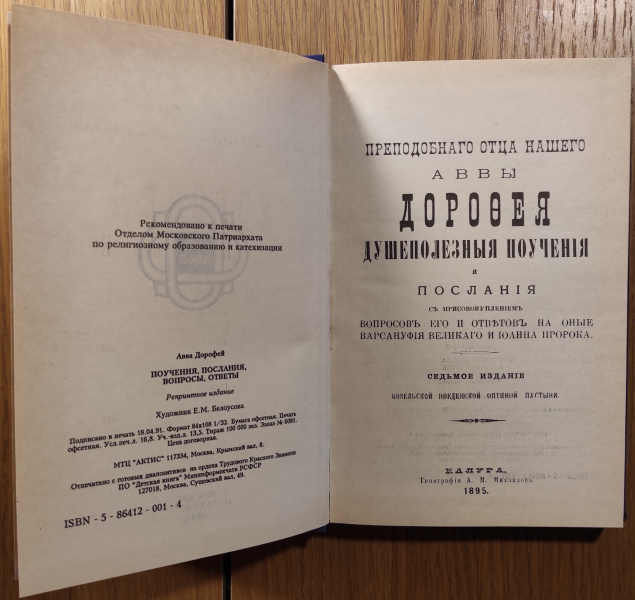 Рекомендовано к печати
Отделом Московского Патриархата
по религиозному образованию и катехизации
Авва Дорофей
ПОУЧЕНИЯ, ПОСЛАНИЯ,
ВОПРОСЫ, ОТВЕТЫ
Репринтное издание
Художник Е.М. Белоусова
Подписано в печать 18.04.91. Формат 84х108 1/32. Бумага офсетная. Печать
офсетная. Усл.печ.л. 16,8. Уч.-изд.л. 13,5. Тираж 100 000 экз. Заказ № 6081.
Цена договорная.
МТЦ "АКТИС" 117334, Москва, Крымский вал, 8.
Отпечатано с готовых диапозитивов на ордена Трудового Красного Знамени
ПО "Детская книга" Мининформпечати РСФСР
127018, Москва, Сущевский вал, 49.
ISBN - 5 - 86412 - 001 - 4
ПРЕПОДОБНАГО ОТЦА НАШЕГО
АВВЫ
ДОРОѲЕЯ
ДУШЕПОЛЕЗНЫЯ ПОУЧЕНІЯ
И
ПОСЛАНІЯ
СЪ ПРИСОВОКУПЛЕНІЕМЪ
ВОПРОСОВЪ ЕГО И ОТВѢТОВЪ НА ОНЫЕ
ВАРСАНУФІЯ ВЕЛИКАГО И ІОАННА ПРОРОКА.
СЕДЬМОЕ ИЗДАНІЕ
КОЗЕЛЬСКОЙ ВВЕДЕНСКОЙ ОПТИНОЙ ПУСТЫНИ.
КАЛУГА.
Типографія А. М. Михайлова.
1895.